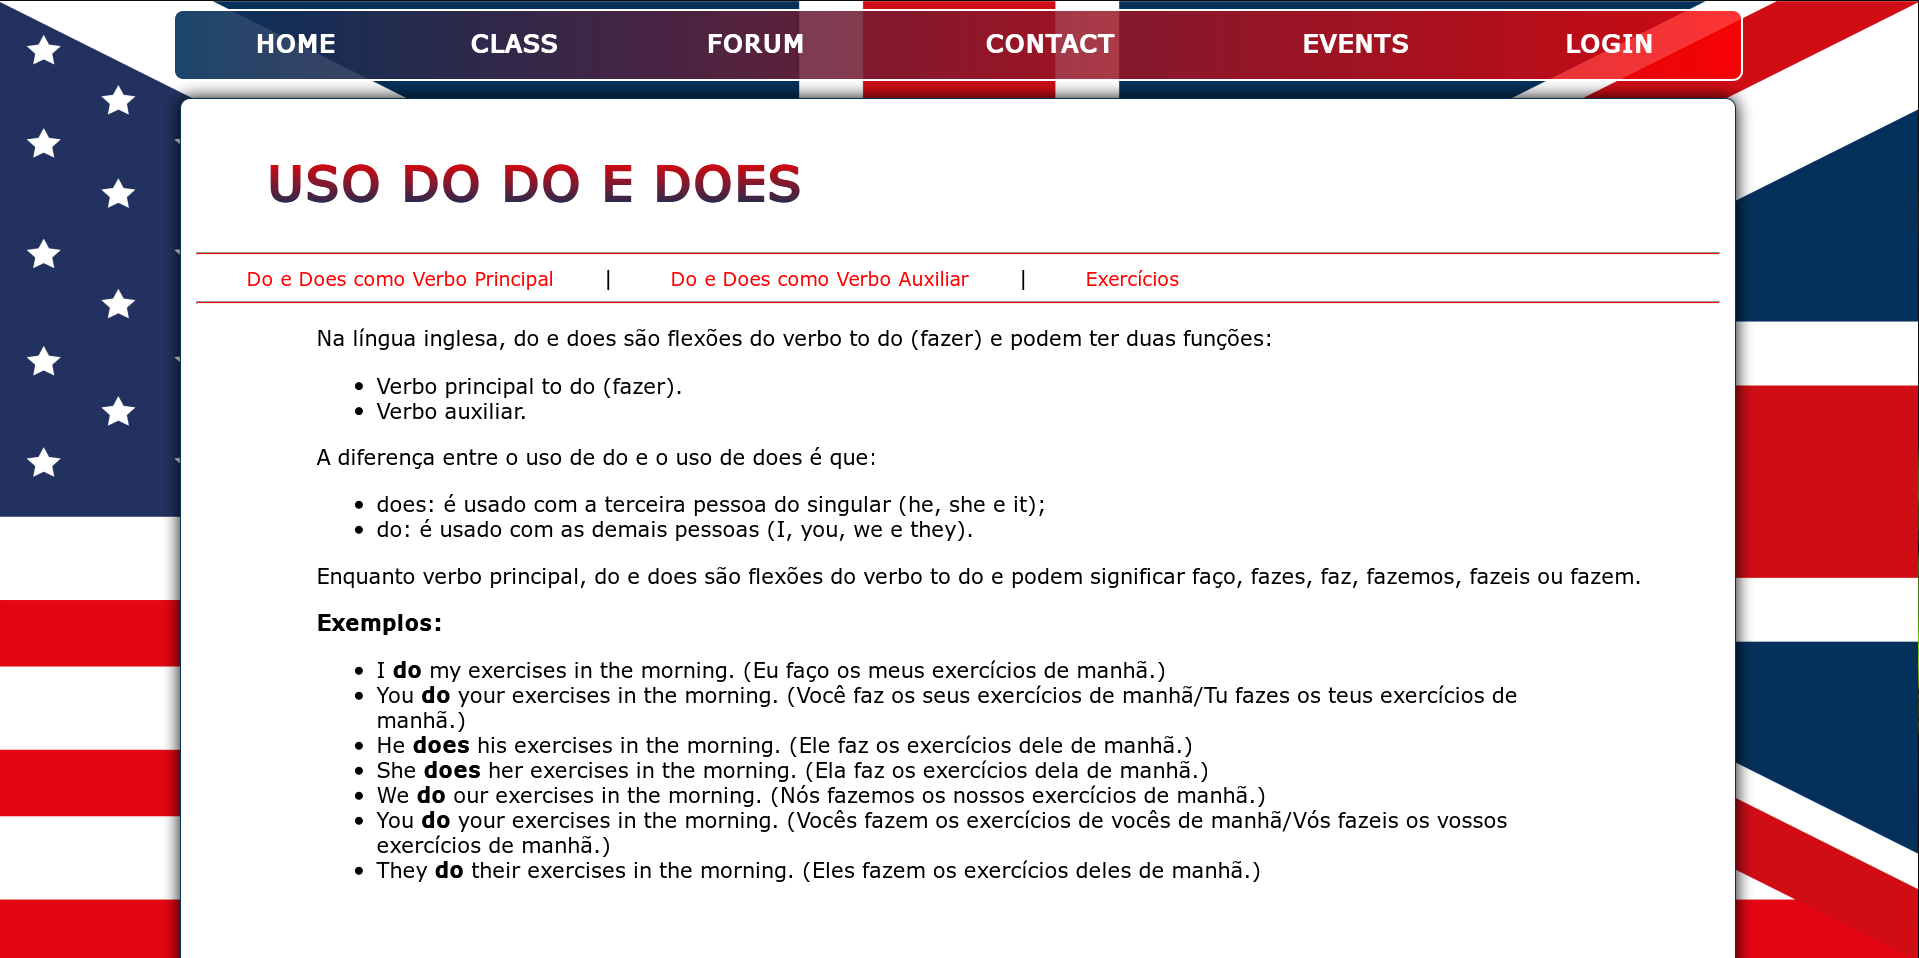 HOME CLASS FORUM CONTACT EVENTS LOGIN
USO DO DO E DOES
Do e Does como Verbo Principal | Do e Does como Verbo Auxiliar | Exercícios
Na língua inglesa, do e does são flexões do verbo to do (fazer) e podem ter duas funções:
• Verbo principal to do (fazer).
• Verbo auxiliar.
A diferença entre o uso de do e o uso de does é que:
• does: é usado com a terceira pessoa do singular (he, she e it);
• do: é usado com as demais pessoas (I, you, we e they).
Enquanto verbo principal, do e does são flexões do verbo to do e podem significar faço, fazes, faz, fazemos, fazeis ou fazem.
Exemplos:
• I do my exercises in the morning. (Eu faço os meus exercícios de manhã.)
• You do your exercises in the morning. (Você faz os seus exercícios de manhã/Tu fazes os teus exercícios de
manhã.)
• He does his exercises in the morning. (Ele faz os exercícios dele de manhã.)
• She does her exercises in the morning. (Ela faz os exercícios dela de manhã.)
• We do our exercises in the morning. (Nós fazemos os nossos exercícios de manhã.)
• You do your exercises in the morning. (Vocês fazem os exercícios de vocês de manhã/Vós fazeis os vossos
exercícios de manhã.)
• They do their exercises in the morning. (Eles fazem os exercícios deles de manhã.)